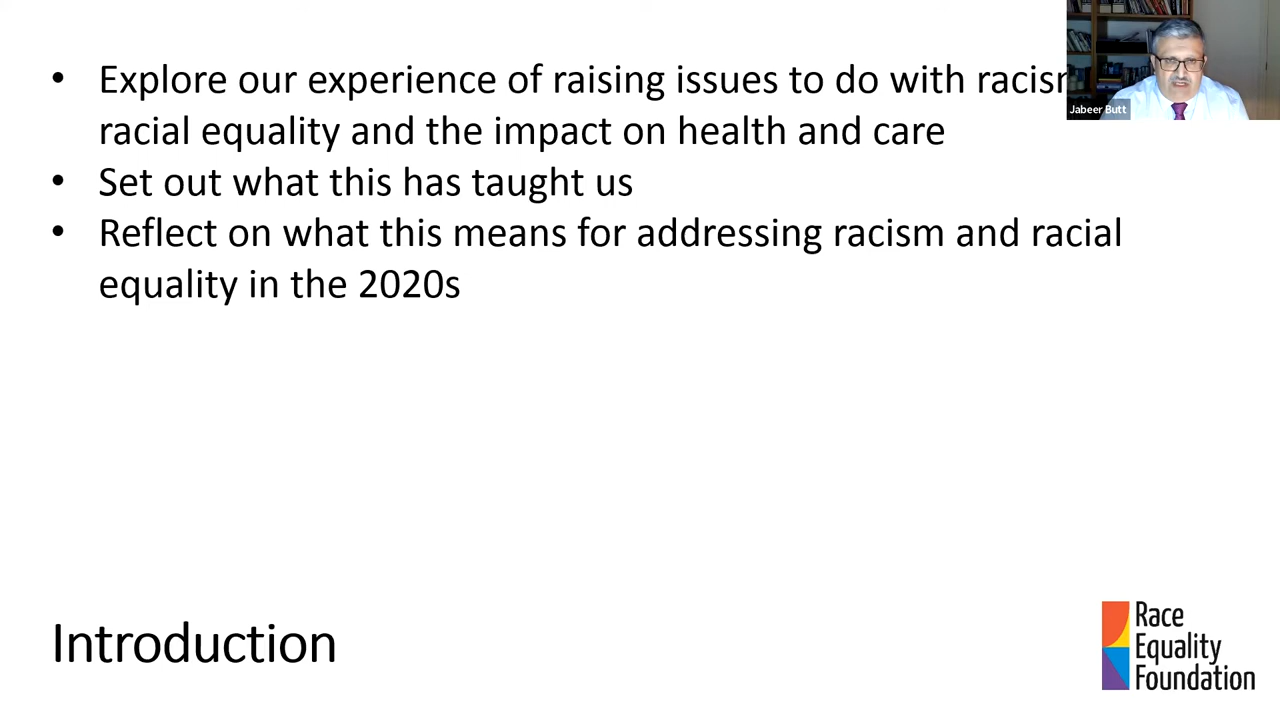 • Explore our experience of raising issues to do with
racial equality and the impact on health and care
• Set out what this has taught us
• Reflect on what this means for addressing racism and racial
equality in the 2020s
Jabeer Butt
Introduction
Race
Equality
Foundation